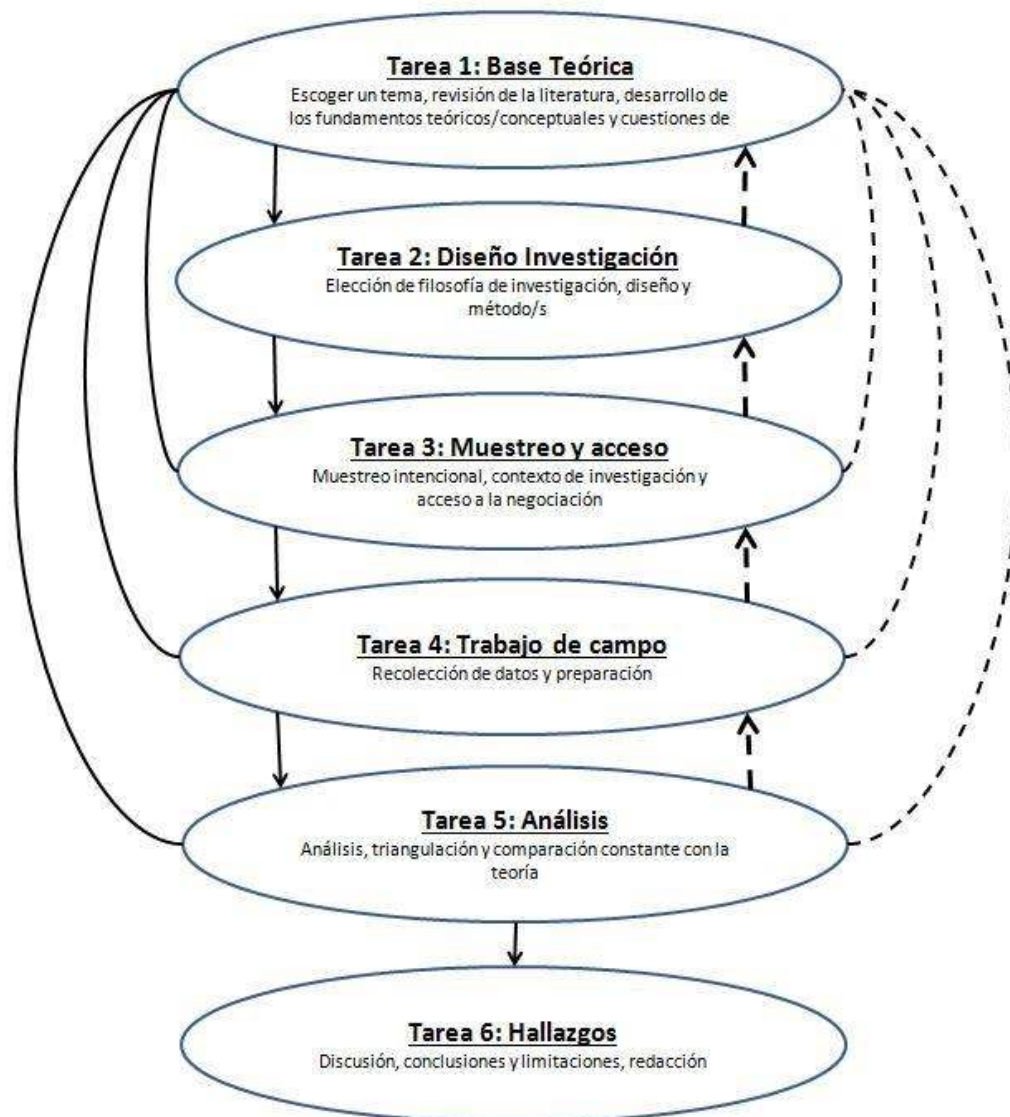 Tarea 1: Base Teórica
Escoger un tema, revisión de la literatura, desarrollo de
los fundamentos teóricos/conceptuales y cuestiones de
Tarea 2: Diseño Investigación
Elección de filosofía de investigación, diseño y
método/s
Tarea 3: Muestreo y acceso
Muestreo intencional, contexto de investigación y
acceso a la negociación
Tarea 4: Trabajo de campo
Recolección de datos y preparación
Tarea 5: Análisis
Análisis, triangulación y comparación constante con la
teoría
Tarea 6: Hallazgos
Discusión, conclusiones y limitaciones, redacción